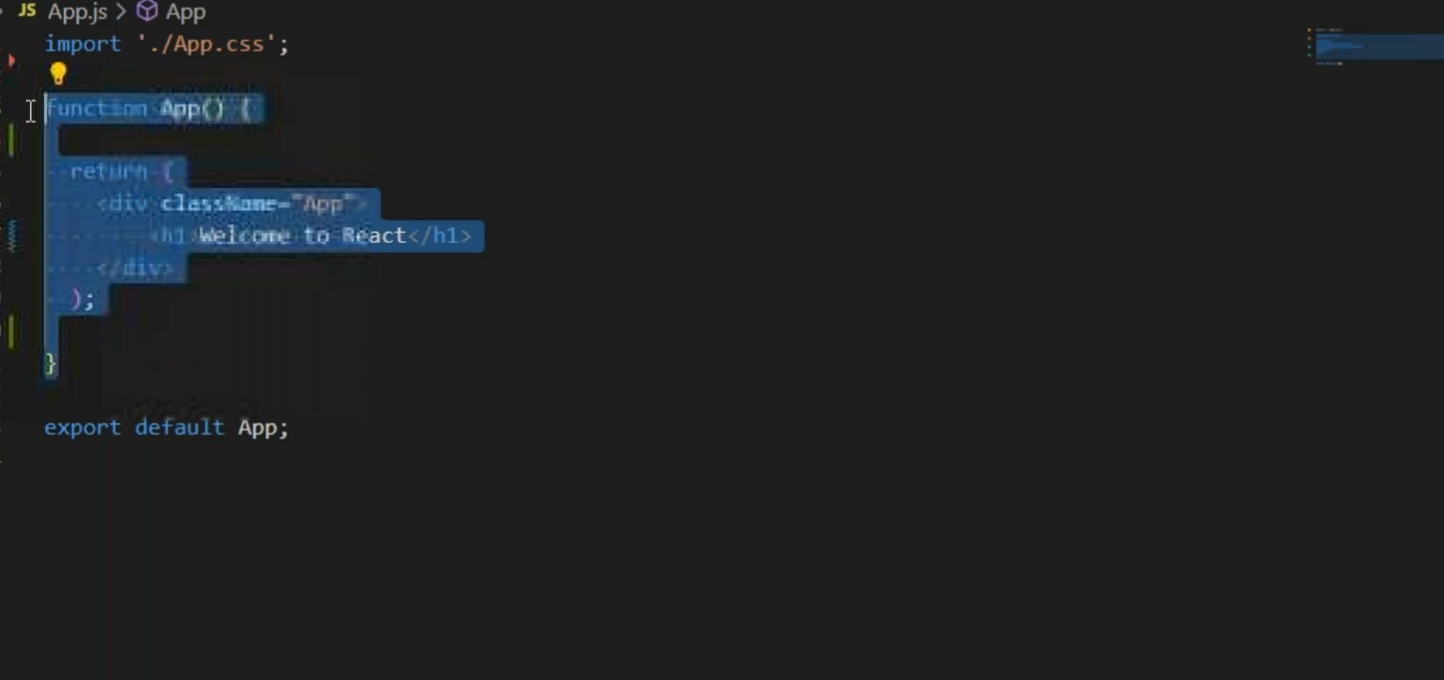 JS App.js > App
import './App.css';
function App() {
return (
<div className="App">
<h1>Welcome to React</h1>
</div>
);
}
export default App;